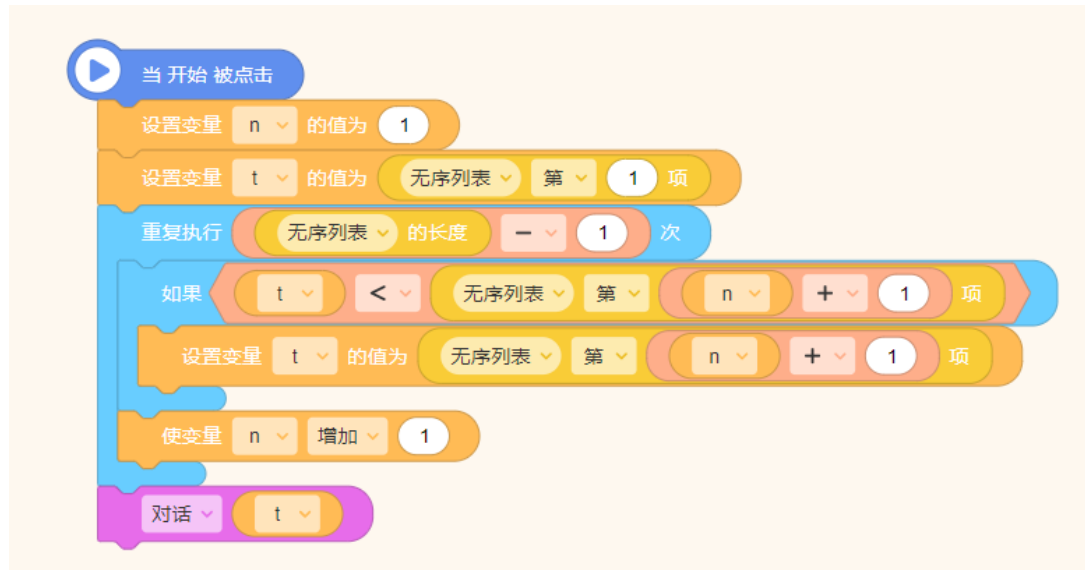 当 开始 被点击
设置变量 n 的值为 1
设置变量 t 的值为 无序列表 第 1 项
重复执行 无序列表 的长度 - 1 次
如果 t < 无序列表 第 n + 1 项
设置变量 t 的值为 无序列表 第 n + 1 项
使变量 n 增加 1
对话 t